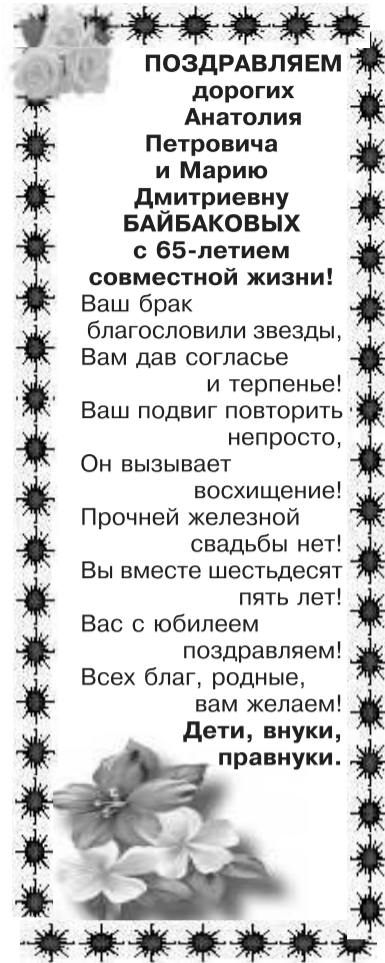 ПОЗДРАВЛЯЕМ
дорогих
Анатолия
Петровича
и Марию
Дмитриевну
БАЙБАКОВЫХ
с 65-летием
совместной жизни!
Ваш брак
благословили звезды,
Вам дав согласье
и терпенье!
Ваш подвиг повторить
непросто,
Он вызывает
восхищение!
Прочней железной
свадьбы нет!
Вы вместе шестьдесят
пять лет!
Вас с юбилеем
поздравляем!
Всех благ, родные,
вам желаем!
Дети, внуки,
правнуки.